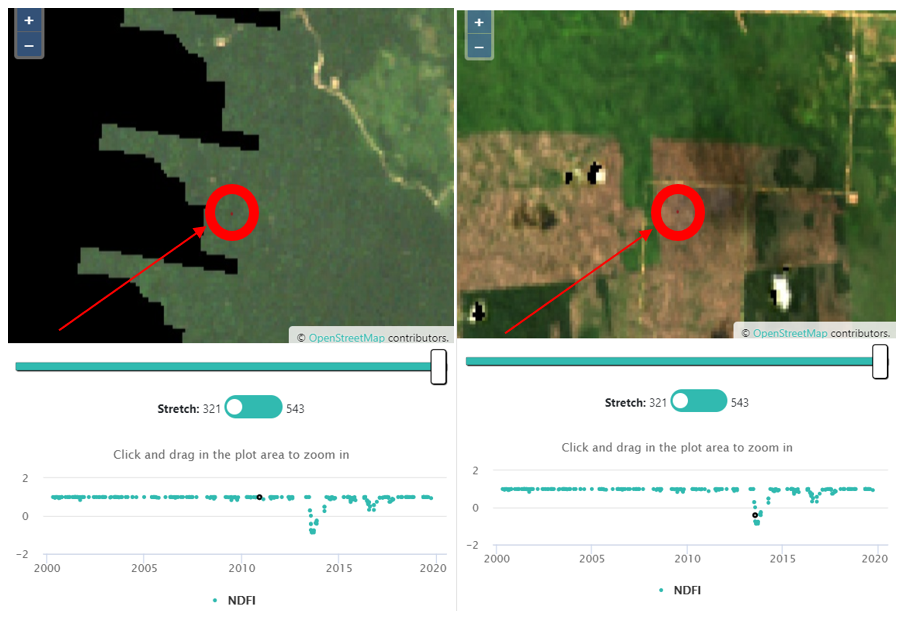 +
−
© OpenStreetMap contributors.
Stretch: 321 543
Click and drag in the plot area to zoom in
2
0
−2
2000 2005 2010 2015 2020
NDFI
+
−
© OpenStreetMap contributors.
Stretch: 321 543
Click and drag in the plot area to zoom in
2
0
−2
2000 2005 2010 2015 2020
NDFI